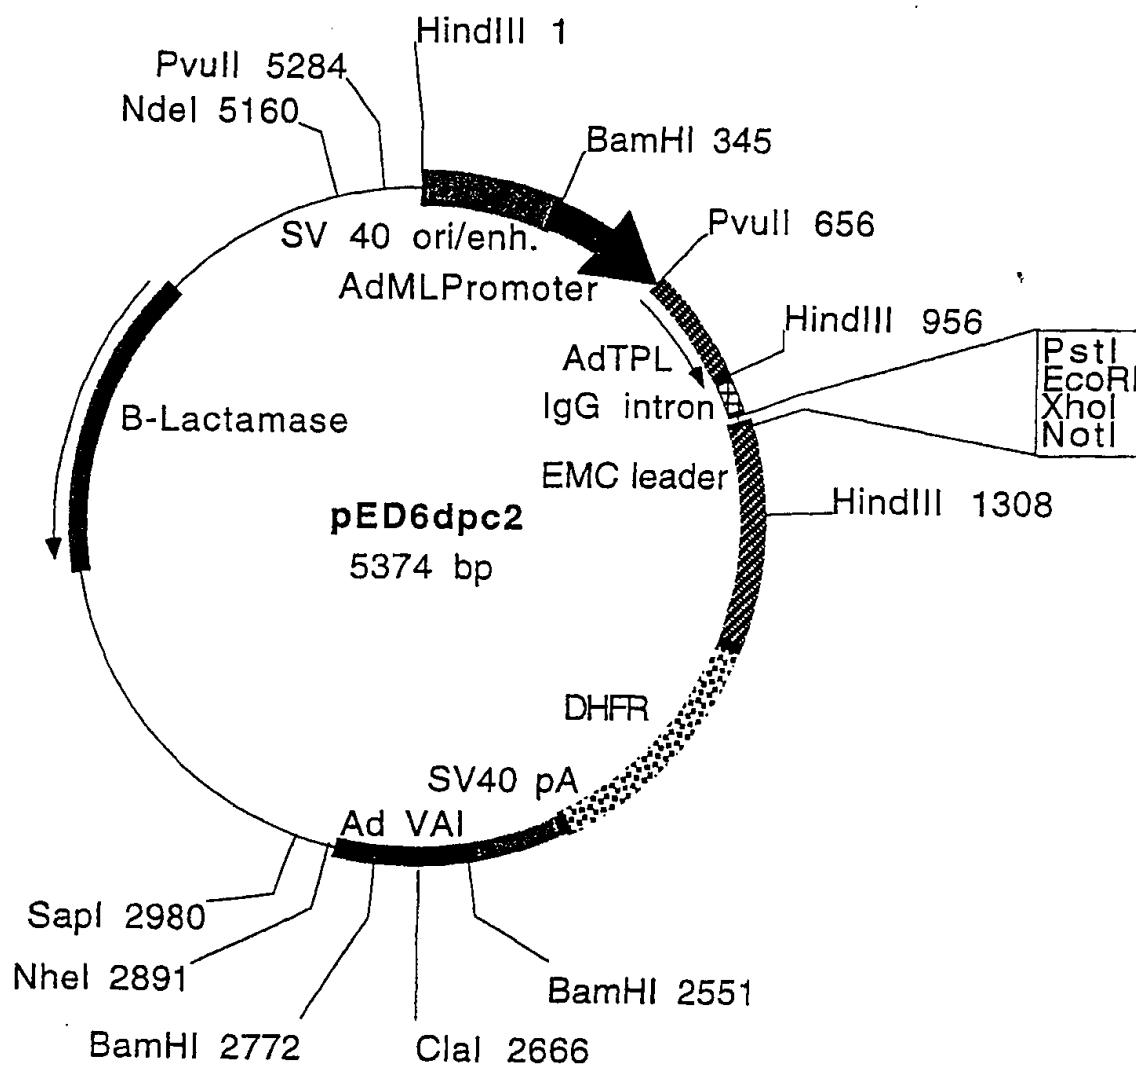 HindIII 1
PvuII 5284
NdeI 5160
BamHI 345
PvuII 656
SV 40 ori/enh.
AdMLPromoter
HindIII 956
AdTPL
IgG intron
PstI
EcoRI
XhoI
NotI
B-Lactamase
EMC leader
HindIII 1308
pED6dpc2
5374 bp
DHFR
SV40 pA
Ad VAI
SapI 2980
NheI 2891
BamHI 2551
BamHI 2772
ClaI 2666